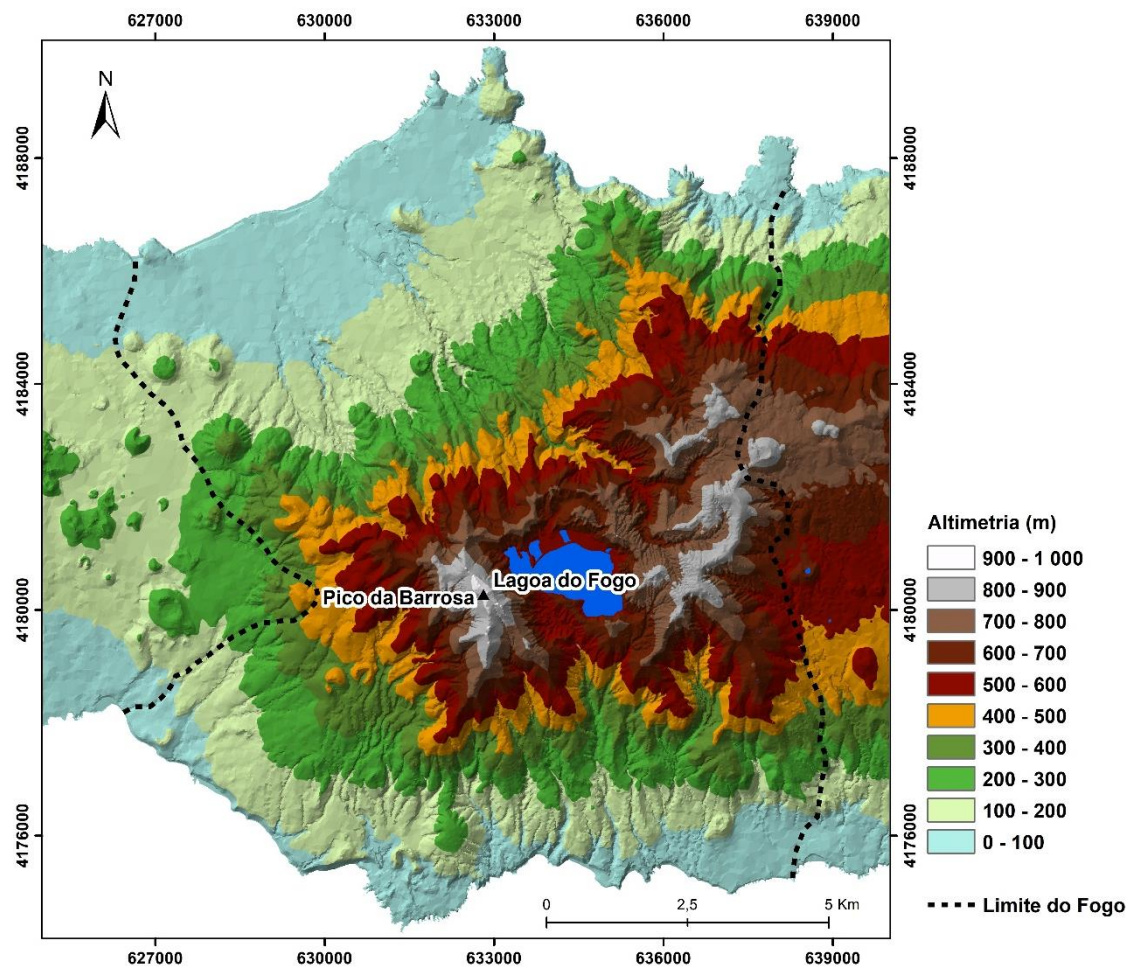 627000 630000 633000 636000 639000
N
4188000 4188000
4184000 4184000
Altimetria (m)
900 - 1 000
Lagoa do Fogo
800 - 900
Pico da Barrosa
4180000 4180000
700 - 800
600 - 700
500 - 600
400 - 500
300 - 400
200 - 300
100 - 200
4176000 4176000
0 - 100
0 2,5 5 Km
Limite do Fogo
627000 630000 633000 636000 639000